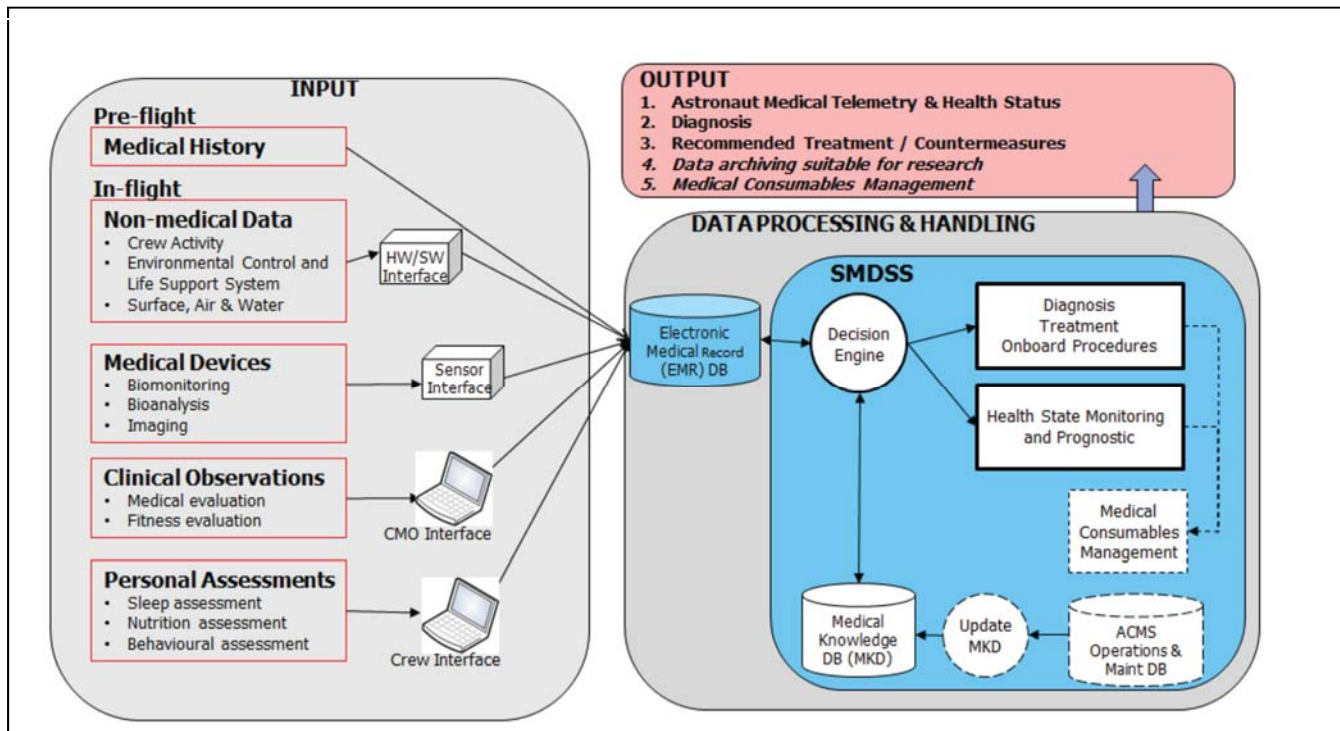 INPUT
Pre-flight
Medical History
In-flight
Non-medical Data
• Crew Activity
• Environmental Control and
Life Support System
• Surface, Air & Water
HW/SW
Interface
Medical Devices
• Biomonitoring
• Bioanalysis
• Imaging
Sensor
Interface
Clinical Observations
• Medical evaluation
• Fitness evaluation
CMO Interface
Personal Assessments
• Sleep assessment
• Nutrition assessment
• Behavioural assessment
Crew Interface
OUTPUT
1. Astronaut Medical Telemetry & Health Status
2. Diagnosis
3. Recommended Treatment / Countermeasures
4. Data archiving suitable for research
5. Medical Consumables Management
DATA PROCESSING & HANDLING
Electronic
Medical Record
(EMR) DB
SMDSS
Decision
Engine
Diagnosis
Treatment
Onboard Procedures
Health State Monitoring
and Prognostic
Medical
Consumables
Management
Medical
Knowledge
DB (MKD)
Update
MKD
ACMS
Operations &
Maint DB